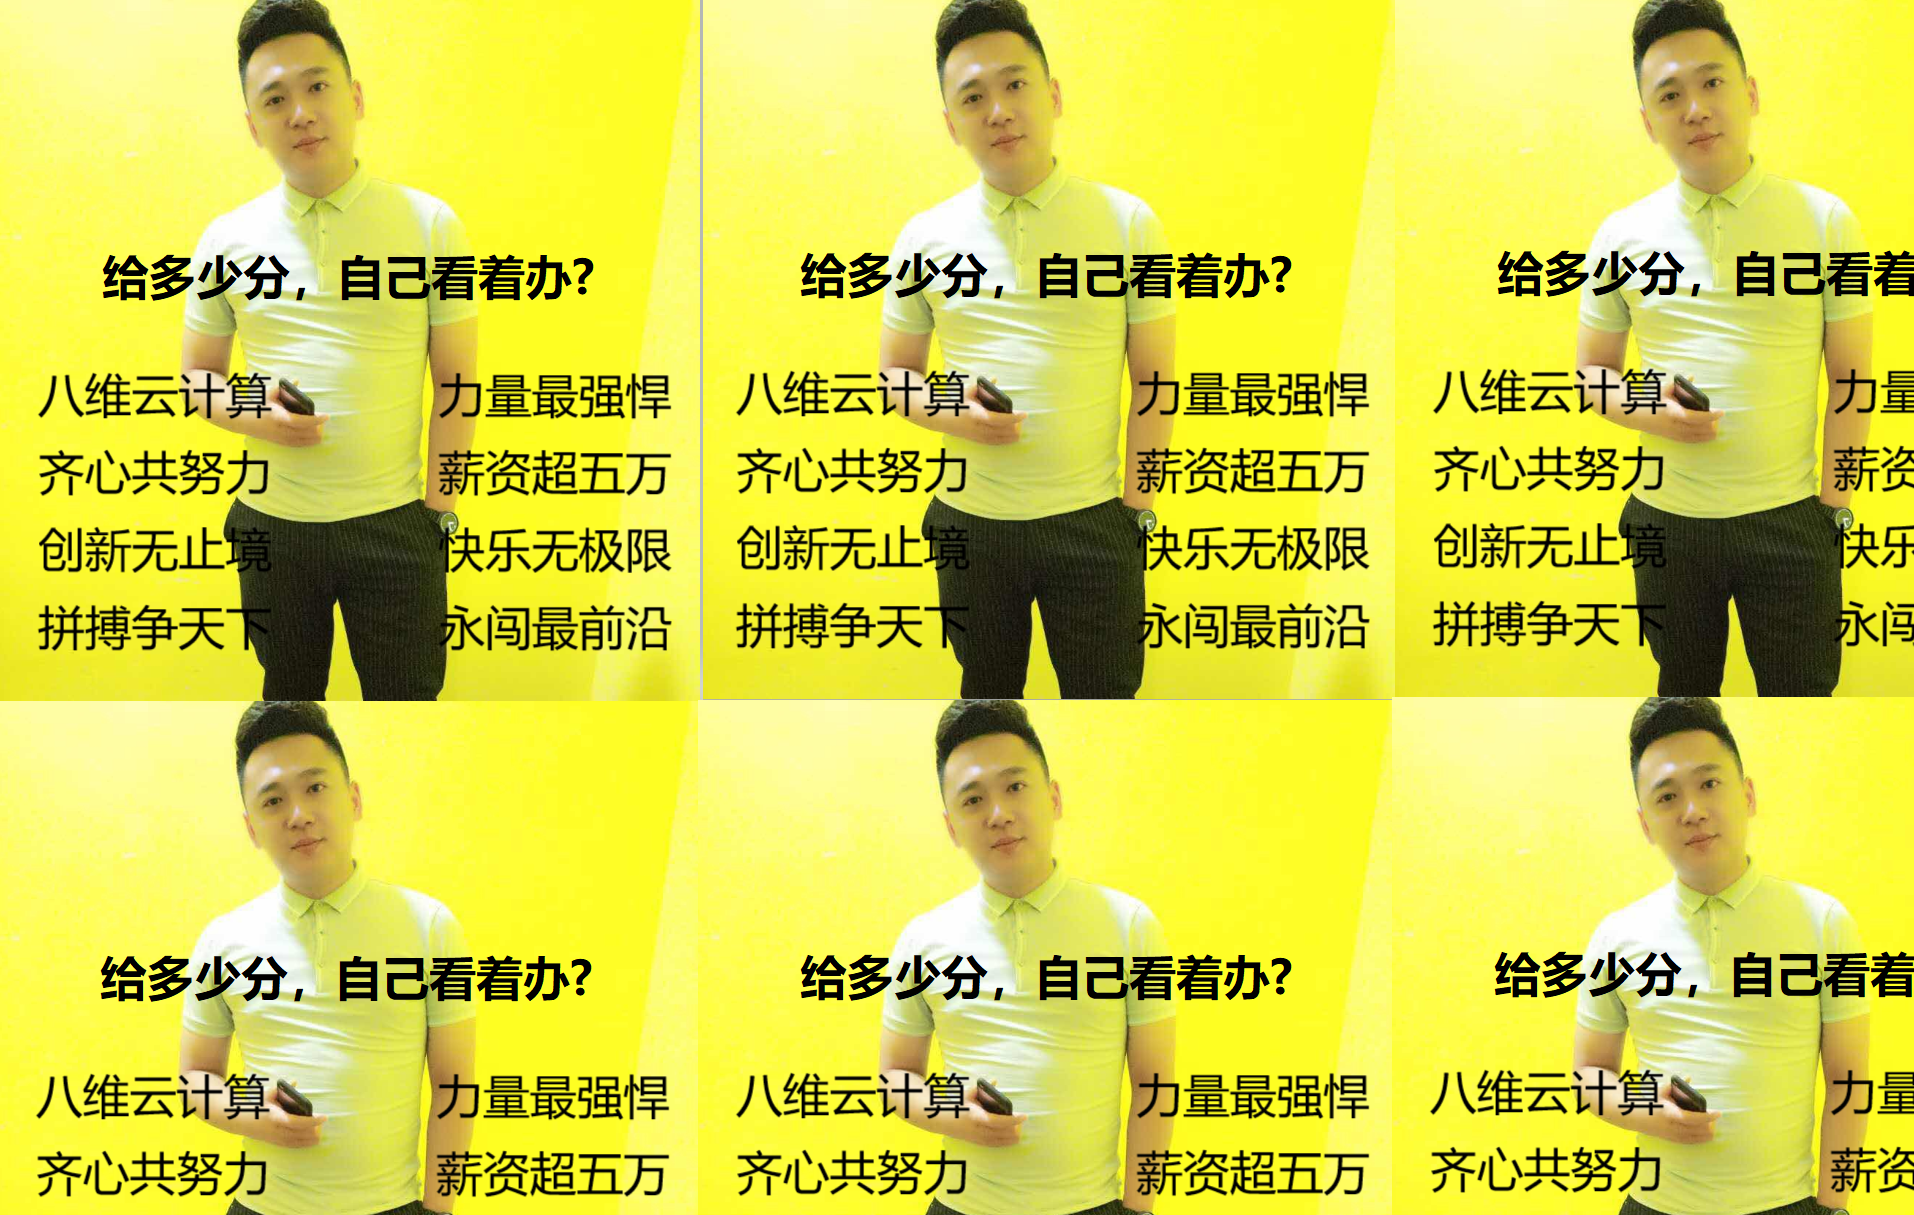 给多少分，自己看着办?
八维云计算 力量最强悍
齐心共努力 薪资超五万
创新无止境 快乐无极限
拼搏争天下 永闯最前沿
给多少分，自己看着办?
八维云计算 力量最强悍
齐心共努力 薪资超五万
创新无止境 快乐无极限
拼搏争天下 永闯最前沿
给多少分，自己看着
八维云计算 力量
齐心共努力 薪资
创新无止境 快乐
拼搏争天下 永闯
给多少分，自己看着办?
八维云计算 力量最强悍
齐心共努力 薪资超五万
给多少分，自己看着办?
八维云计算 力量最强悍
齐心共努力 薪资超五万
给多少分，自己看着
八维云计算 力量
齐心共努力 薪资